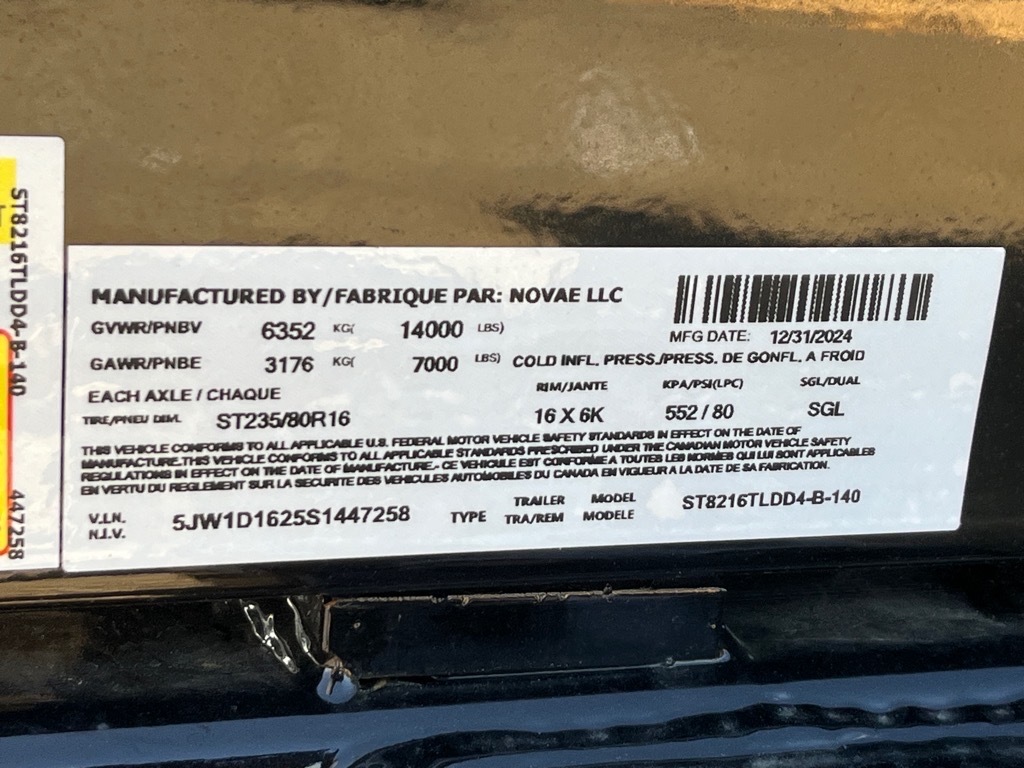 ST8216TLDD4-B-140
447258
MANUFACTURED BY/FABRIQUE PAR: NOVAE LLC
GVWR/PNBV 6352 KG( 14000 LBS)
MFG DATE: 12/31/2024
GAWR/PNBE 3176 KG( 7000 LBS) COLD INFL. PRESS./PRESS. DE GONFL. A FROID
EACH AXLE / CHAQUE RIM/JANTE KPA/PSI(LPC) SGL/DUAL
TIRE/PNEU DIM. ST235/80R16 16 X 6K 552 / 80 SGL
THIS VEHICLE CONFORMS TO ALL APPLICABLE U.S. FEDERAL MOTOR VEHICLE SAFETY STANDARDS IN EFFECT ON THE DATE OF
MANUFACTURE.THIS VEHICLE CONFORMS TO ALL APPLICABLE STANDARDS PRESCRIBED UNDER THE CANADIAN MOTOR VEHICLE SAFETY
REGULATIONS IN EFFECT ON THE DATE OF MANUFACTURE.- CE VEHICULE EST CONFORME A TOUTES LES NORMES QUI LUI SONT APPLICABLES
EN VERTU DU REGLEMENT SUR LA SECURITE DES VEHICULES AUTOMOBILES DU CANADA EN VIGUEUR A LA DATE DE SA FABRICATION.
V.I.N. 5JW1D1625S1447258 TYPE TRAILER MODEL ST8216TLDD4-B-140
N.I.V. TRA/REM MODELE